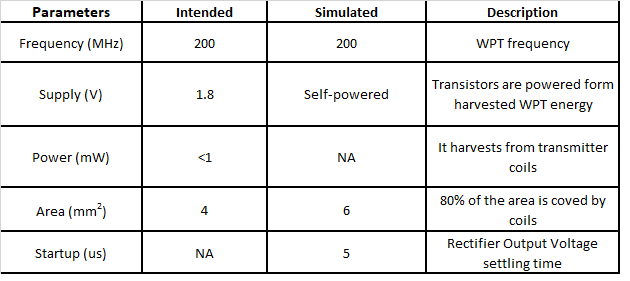 Parameters Intended Simulated Description
Frequency (MHz) 200 200 WPT frequency
Supply (V) 1.8 Self-powered Transistors are powered form
harvested WPT energy
Power (mW) <1 NA It harvests from transmitter
coils
Area (mm²) 4 6 80% of the area is coved by
coils
Startup (us) NA 5 Rectifier Output Voltage
settling time